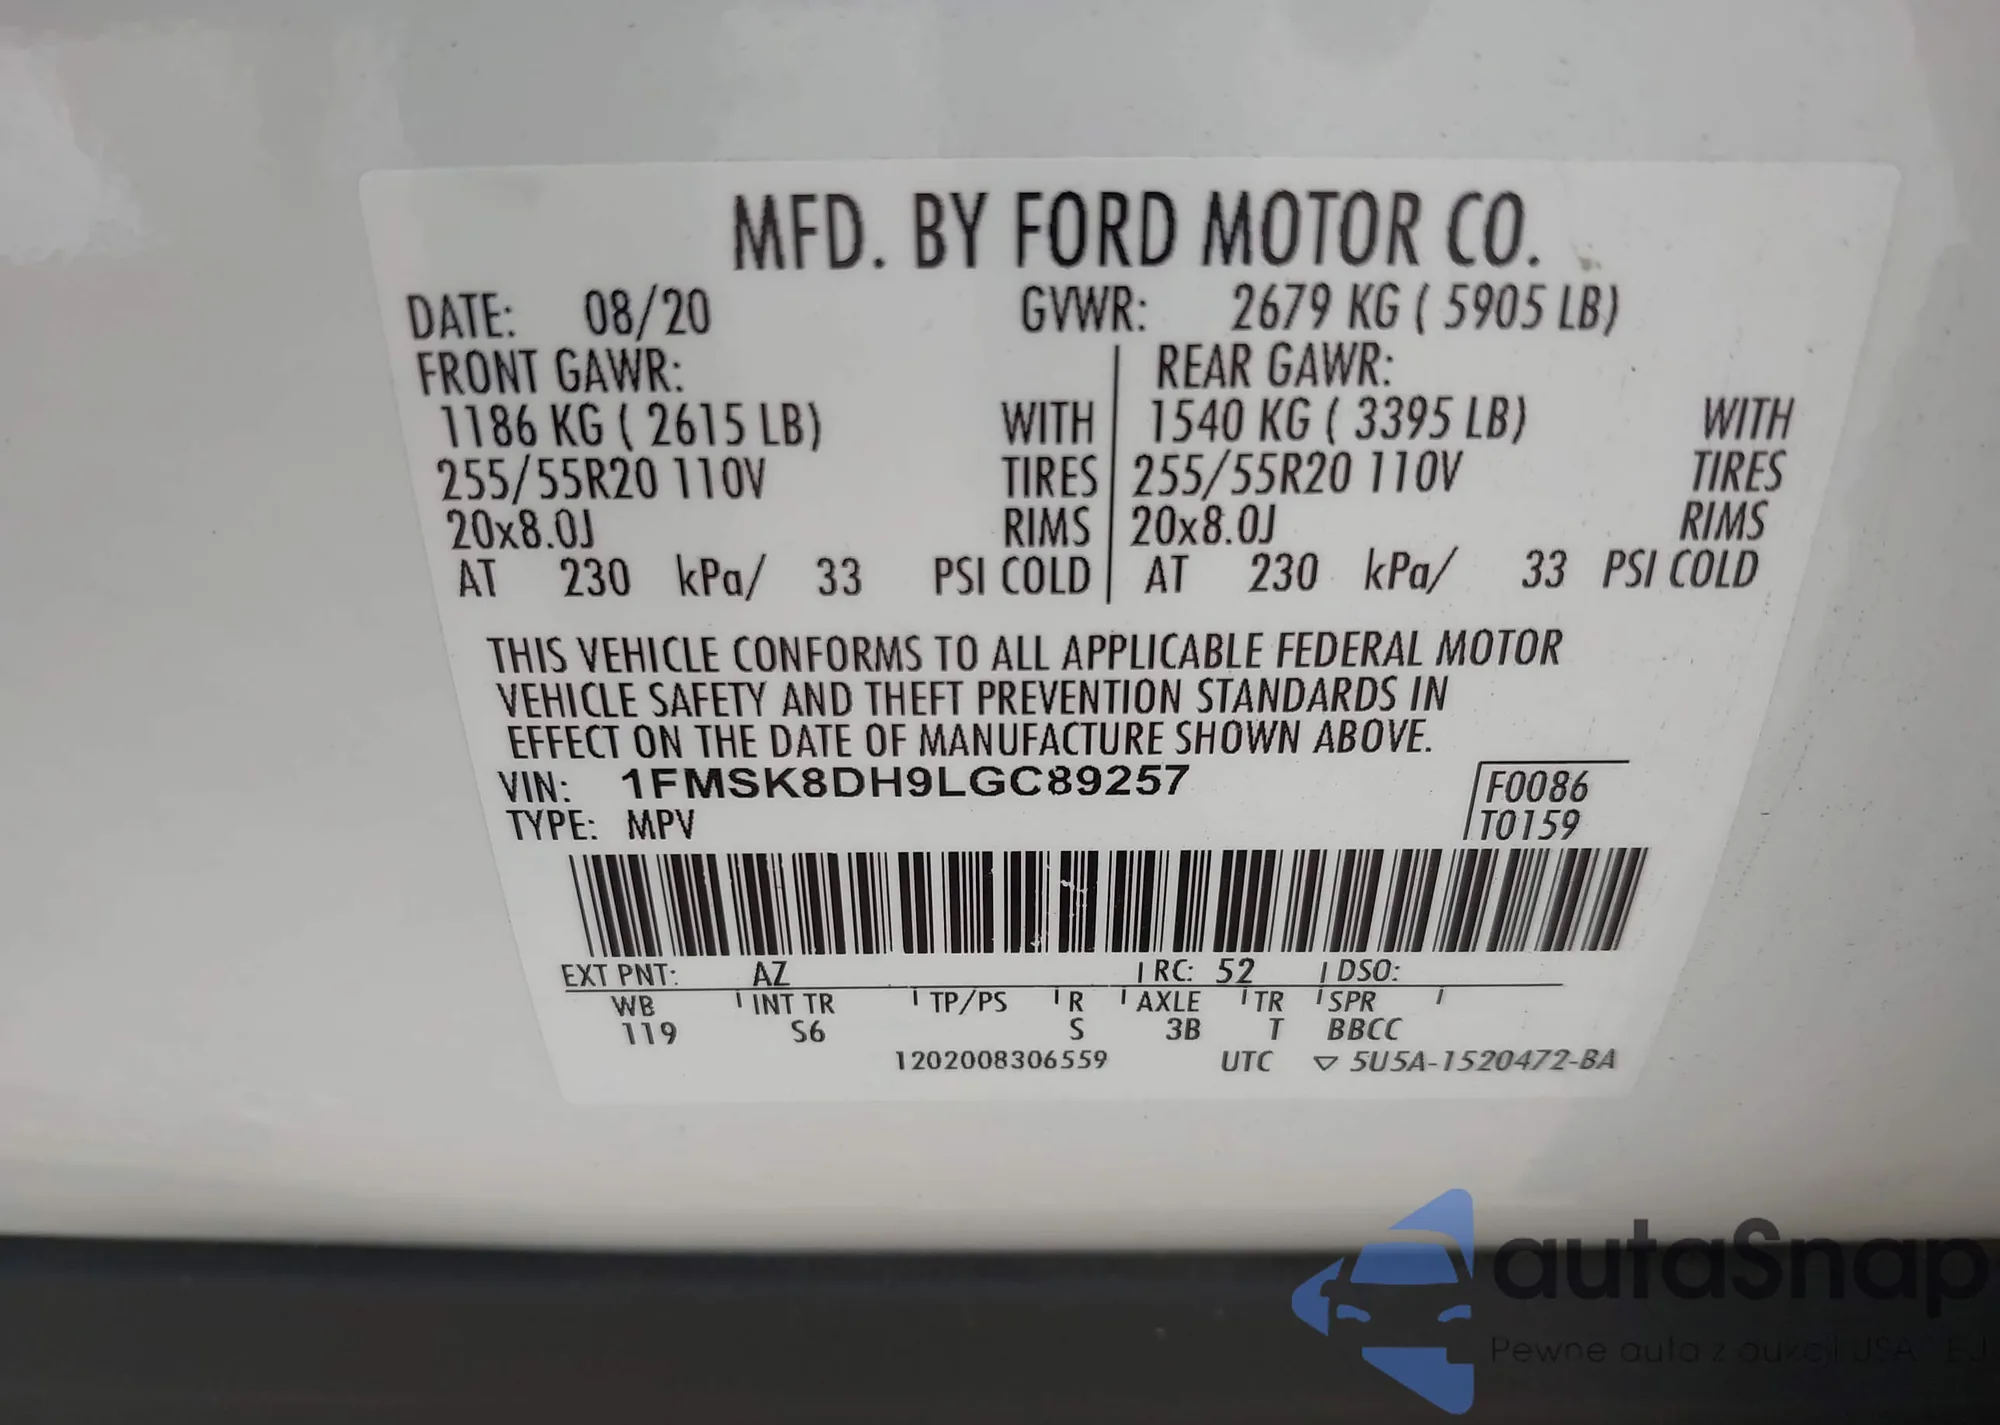 MFD. BY FORD MOTOR CO.
DATE: 08/20 GVWR: 2679 KG ( 5905 LB)
FRONT GAWR: REAR GAWR:
1186 KG ( 2615 LB) WITH 1540 KG ( 3395 LB) WITH
255/55R20 110V TIRES 255/55R20 110V TIRES
20x8.0J RIMS 20x8.0J RIMS
AT 230 kPa/ 33 PSI COLD AT 230 kPa/ 33 PSI COLD
THIS VEHICLE CONFORMS TO ALL APPLICABLE FEDERAL MOTOR
VEHICLE SAFETY AND THEFT PREVENTION STANDARDS IN
EFFECT ON THE DATE OF MANUFACTURE SHOWN ABOVE.
VIN: 1FMSK8DH9LGC89257 F0086
TYPE: MPV T0159
EXT PNT: AZ RC: 52 DSO:
WB INT TR TP/PS R AXLE TR SPR
119 S6 S 3B T BBCC
1202008306559 UTC ▽ 5U5A-1520472-BA
autaSnap
Pewne auta z aukcji USA